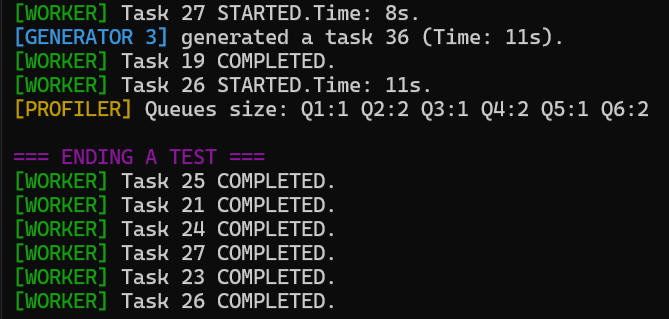 [WORKER] Task 27 STARTED.Time: 8s.
[GENERATOR 3] generated a task 36 (Time: 11s).
[WORKER] Task 19 COMPLETED.
[WORKER] Task 26 STARTED.Time: 11s.
[PROFILER] Queues size: Q1:1 Q2:2 Q3:1 Q4:2 Q5:1 Q6:2
=== ENDING A TEST ===
[WORKER] Task 25 COMPLETED.
[WORKER] Task 21 COMPLETED.
[WORKER] Task 24 COMPLETED.
[WORKER] Task 27 COMPLETED.
[WORKER] Task 23 COMPLETED.
[WORKER] Task 26 COMPLETED.